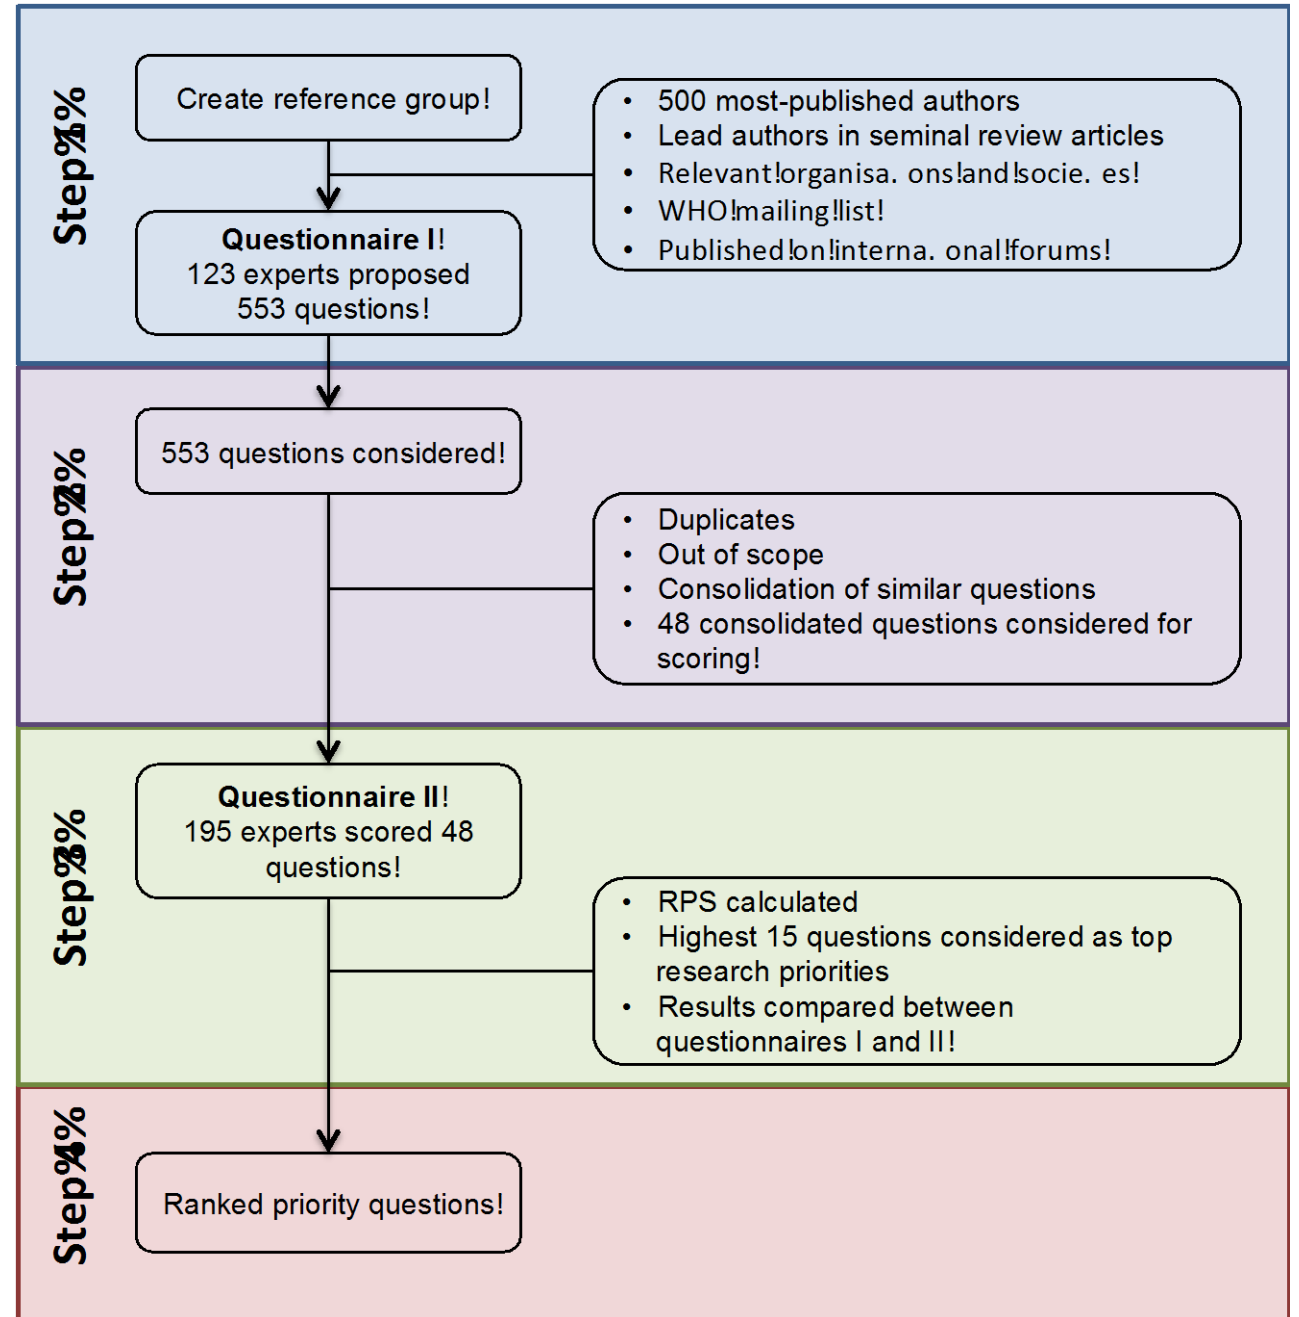 Step%1%
Create reference group!
• 500 most-published authors
• Lead authors in seminal review articles
• Relevant!organisa. ons!and!socie. es!
• WHO!mailing!list!
• Published!on!interna. onal!forums!
Questionnaire I!
123 experts proposed
553 questions!
Step%2%
553 questions considered!
• Duplicates
• Out of scope
• Consolidation of similar questions
• 48 consolidated questions considered for
scoring!
Step%3%
Questionnaire II!
195 experts scored 48
questions!
• RPS calculated
• Highest 15 questions considered as top
research priorities
• Results compared between
questionnaires I and II!
Step%4%
Ranked priority questions!